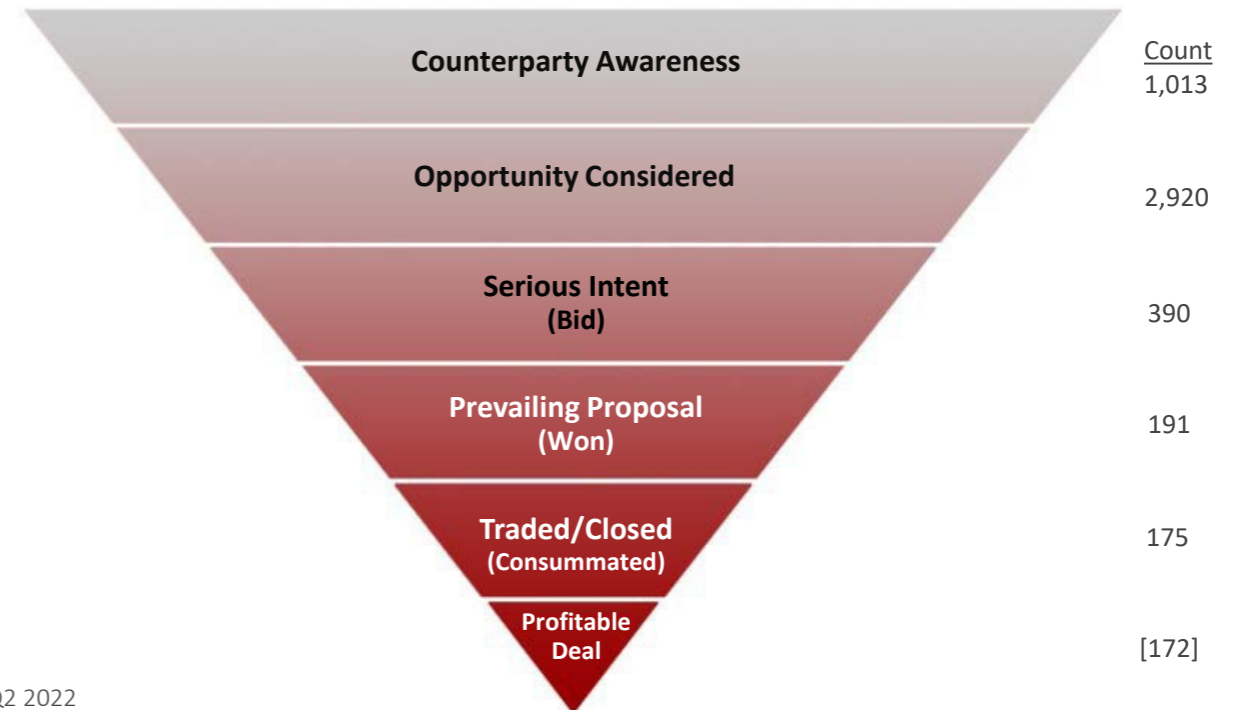 Count
Counterparty Awareness
1,013
Opportunity Considered
2,920
Serious Intent
(Bid)
390
Prevailing Proposal
(Won)
191
Traded/Closed
(Consummated)
175
Profitable
Deal
[172]
Q2 2022